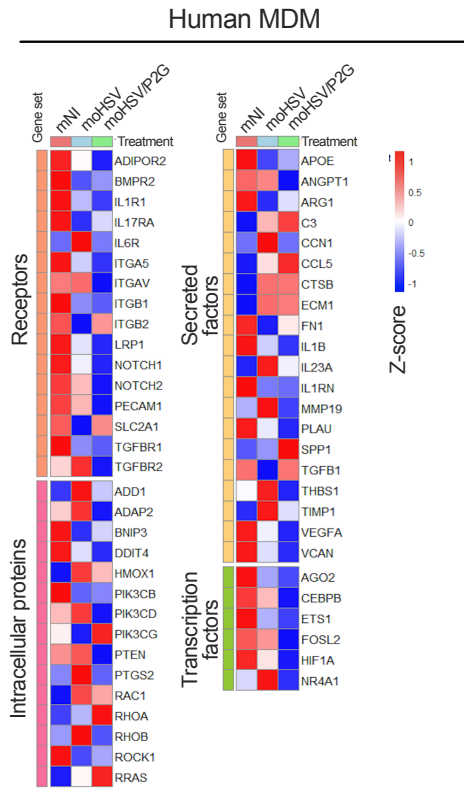 Human MDM
Gene set
mNI
moHSV
moHSV/P2G
Treatment
Receptors
ADIPOR2
BMPR2
IL1R1
IL17RA
IL6R
ITGA5
ITGAV
ITGB1
ITGB2
LRP1
NOTCH1
NOTCH2
PECAM1
SLC2A1
TGFBR1
TGFBR2
Intracellular proteins
ADD1
ADAP2
BNIP3
DDIT4
HMOX1
PIK3CB
PIK3CD
PIK3CG
PTEN
PTGS2
RAC1
RHOA
RHOB
ROCK1
RRAS
Gene set
mNI
moHSV
moHSV/P2G
Treatment
Secreted
factors
APOE
ANGPT1
ARG1
C3
CCN1
CCL5
CTSB
ECM1
FN1
IL1B
IL23A
IL1RN
MMP19
PLAU
SPP1
TGFB1
THBS1
TIMP1
VEGFA
VCAN
Transcription
factors
AGO2
CEBPB
ETS1
FOSL2
HIF1A
NR4A1
t
1
0.5
0
-0.5
-1
Z-score